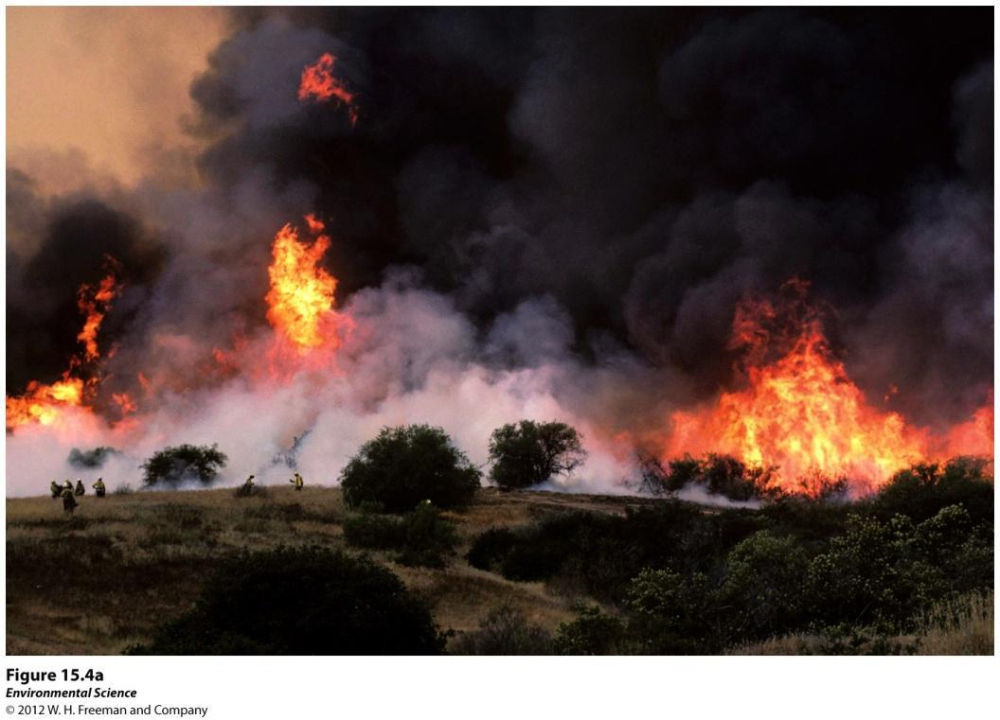 Figure 15.4a
Environmental Science
© 2012 W. H. Freeman and Company